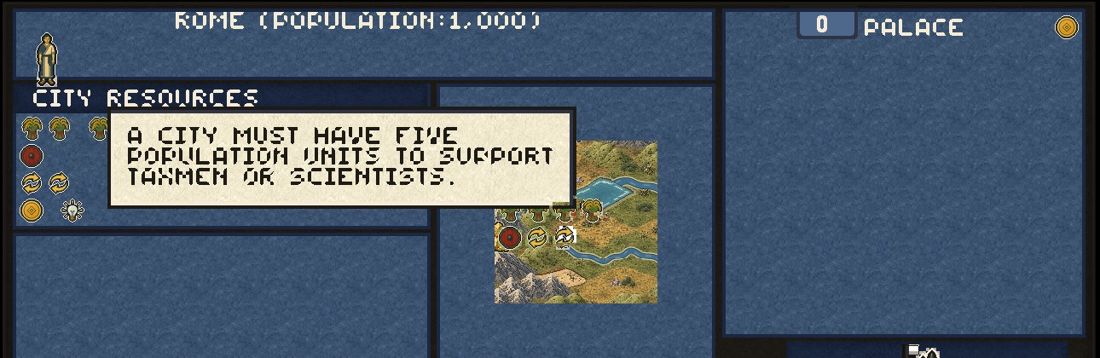 ROME (POPULATION:1,000)
0 PALACE
CITY RESOURCES
A CITY MUST HAVE FIVE
POPULATION UNITS TO SUPPORT
TAXMEN OR SCIENTISTS.